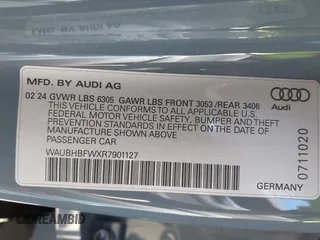 MFD. BY AUDI AG
02 24 GVWR LBS 6305 GAWR LBS FRONT 3053 /REAR 3406
THIS VEHICLE CONFORMS TO ALL APPLICABLE
FEDERAL MOTOR VEHICLE SAFETY, BUMPER AND THEFT
PREVENTION STANDARDS IN EFFECT ON THE DATE OF
MANUFACTURE SHOWN ABOVE.
PASSENGER CAR
WAUBHBFWXR7901127
Audi
0711020